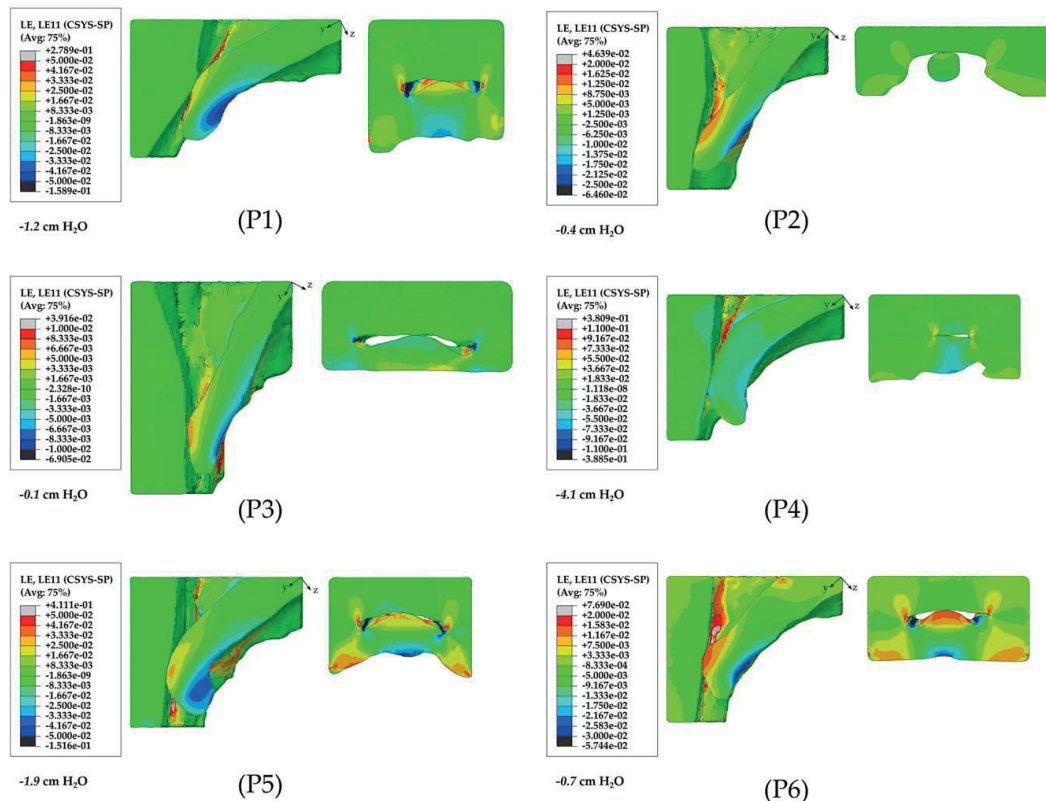 LE, LE11 (CSYS-SP)
(Avg: 75%)
+2.789e-01
+5.000e-02
+4.167e-02
+3.333e-02
+2.500e-02
+1.667e-02
+8.333e-03
+1.863e-09
-8.333e-03
-1.667e-02
-2.500e-02
-3.333e-02
-4.167e-02
-5.000e-02
-1.589e-01
-1.2 cm H₂O
y
z
(P1)
LE, LE11 (CSYS-SP)
(Avg: 75%)
+4.639e-02
+2.000e-02
+1.625e-02
+1.250e-02
+8.750e-03
+5.000e-03
+1.250e-03
-2.500e-03
-6.250e-03
-1.000e-02
-1.375e-02
-1.750e-02
-2.125e-02
-2.500e-02
-6.460e-02
-0.4 cm H₂O
y
z
(P2)
LE, LE11 (CSYS-SP)
(Avg: 75%)
+3.916e-02
+1.000e-02
+8.333e-03
+6.667e-03
+5.000e-03
+3.333e-03
+1.667e-03
-2.328e-10
-1.667e-03
-3.333e-03
-5.000e-03
-6.667e-03
-8.333e-03
-1.000e-02
-6.905e-02
-0.1 cm H₂O
y
z
(P3)
LE, LE11 (CSYS-SP)
(Avg: 75%)
+3.809e-01
+1.100e-01
+9.167e-02
+7.333e-02
+5.500e-02
+3.667e-02
+1.833e-02
-1.118e-08
-1.833e-02
-3.667e-02
-5.500e-02
-7.333e-02
-9.167e-02
-1.100e-01
-3.885e-01
-4.1 cm H₂O
y
z
(P4)
LE, LE11 (CSYS-SP)
(Avg: 75%)
+4.111e-01
+5.000e-02
+4.167e-02
+3.333e-02
+2.500e-02
+1.667e-02
+8.333e-03
+1.863e-09
-8.333e-03
-1.667e-02
-2.500e-02
-3.333e-02
-4.167e-02
-5.000e-02
-1.516e-01
-1.9 cm H₂O
y
z
(P5)
LE, LE11 (CSYS-SP)
(Avg: 75%)
+7.690e-02
+2.000e-02
+1.583e-02
+1.167e-02
+7.500e-03
+3.333e-03
-8.333e-04
-5.000e-03
-9.167e-03
-1.333e-02
-1.750e-02
-2.167e-02
-2.583e-02
-3.000e-02
-5.744e-02
-0.7 cm H₂O
y
z
(P6)